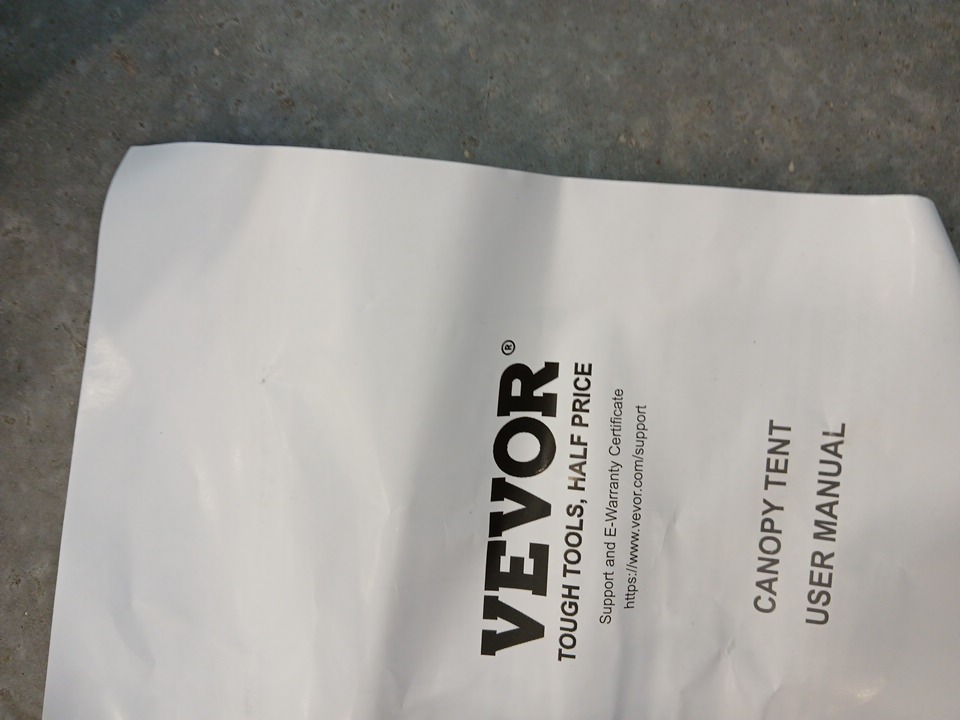 VEVOR®
TOUGH TOOLS, HALF PRICE
Support and E-Warranty Certificate
https://www.vevor.com/support
CANOPY TENT
USER MANUAL